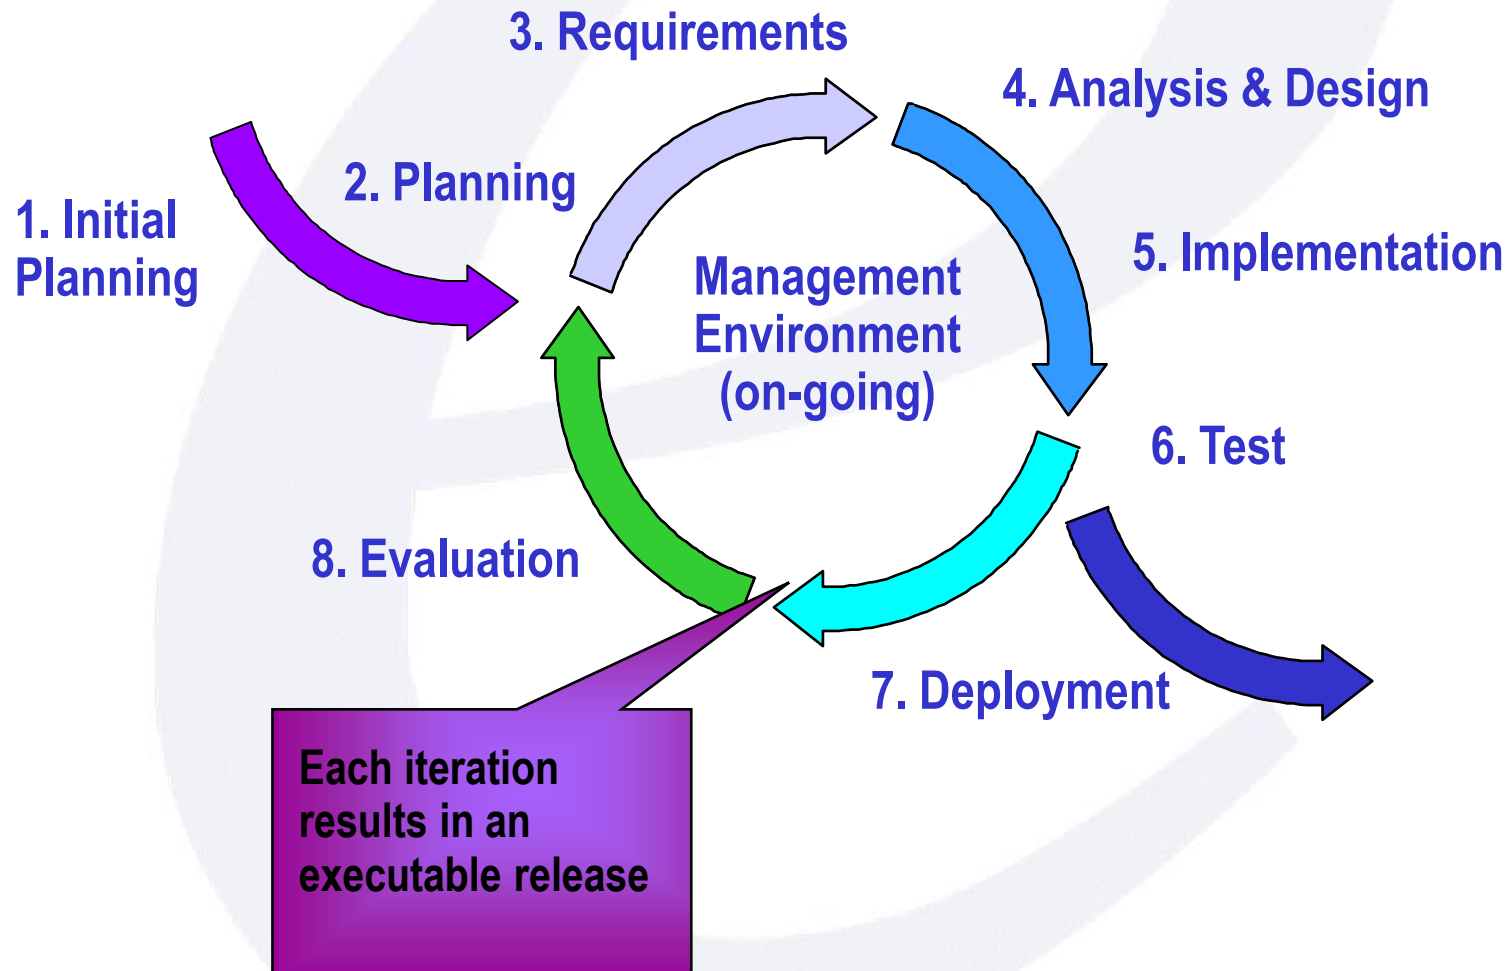 3. Requirements
4. Analysis & Design
2. Planning
1. Initial
Planning
5. Implementation
Management
Environment
(on-going)
6. Test
8. Evaluation
7. Deployment
Each iteration
results in an
executable release